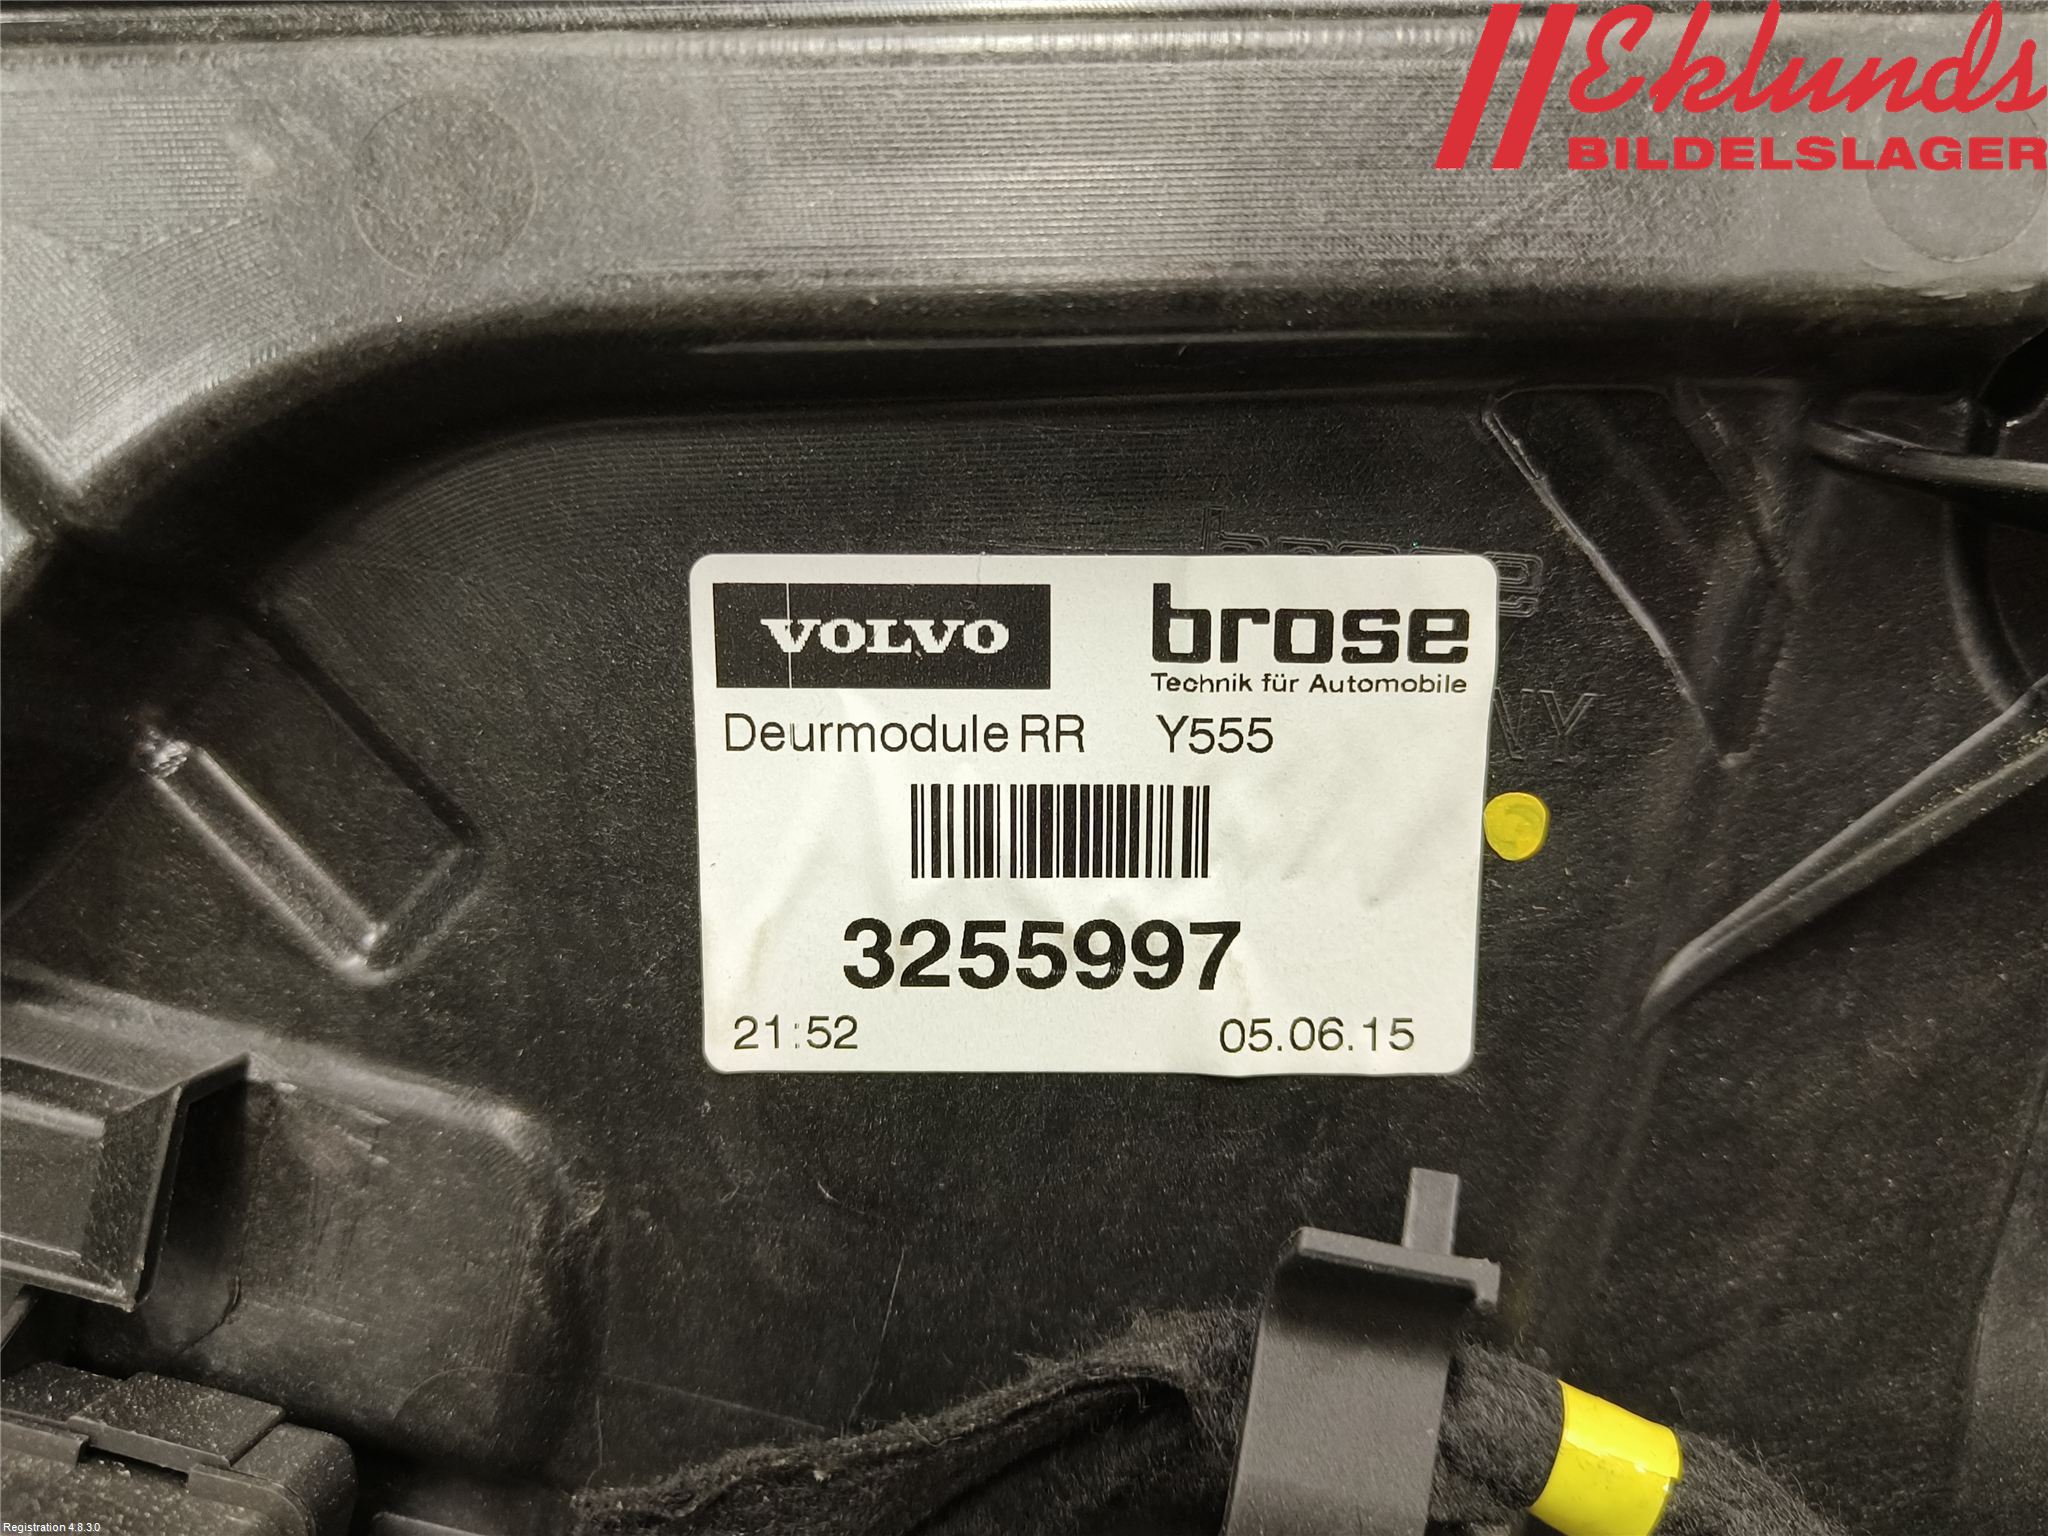 Eklunds
BILDELSLAGER
VOLVO
brose
Technik für Automobile
Deurmodule RR Y555
3255997
21:52 05.06.15
Registration 4.8.3.0